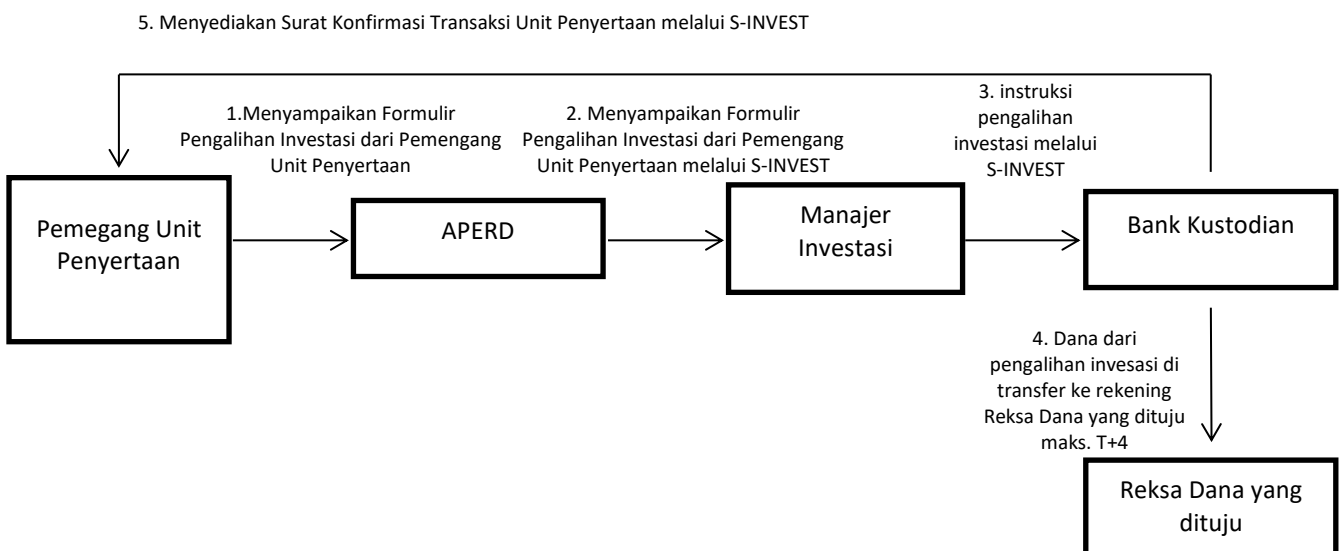 5. Menyediakan Surat Konfirmasi Transaksi Unit Penyertaan melalui S-INVEST
1.Menyampaikan Formulir
Pengalihan Investasi dari Pemengang
Unit Penyertaan
2. Menyampaikan Formulir
Pengalihan Investasi dari Pemengang
Unit Penyertaan melalui S-INVEST
3. instruksi
pengalihan
investasi melalui
S-INVEST
Pemegang Unit
Penyertaan
APERD
Manajer
Investasi
Bank Kustodian
4. Dana dari
pengalihan invesasi di
transfer ke rekening
Reksa Dana yang dituju
maks. T+4
Reksa Dana yang
dituju